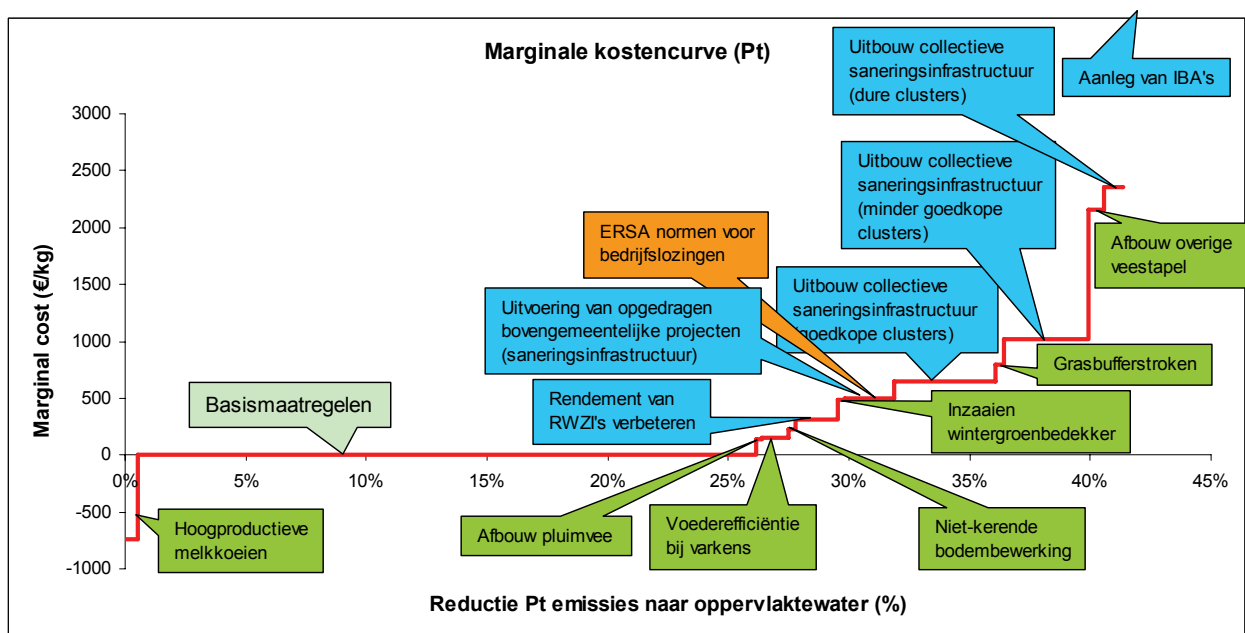 Marginale kostencurve (Pt)
Uitbouw collectieve
saneringsinfrastructuur
(dure clusters)
Aanleg van IBA's
Uitbouw collectieve
saneringsinfrastructuur
(minder goedkope
clusters)
ERSA normen voor
bedrijfslozingen
Afbouw overige
veestapel
Uitvoering van opgedragen
bovengemeentelijke projecten
(saneringsinfrastructuur)
Uitbouw collectieve
saneringsinfrastructuur
goedkope clusters)
Grasbufferstroken
Basismaatregelen
Rendement van
RWZI's verbeteren
Inzaaien
wintergroenbedekker
Hoogproductieve
melkkoeien
Afbouw pluimvee
Voederefficiëntie
bij varkens
Niet-kerende
bodembewerking
Marginal cost (€/kg)
3000
2500
2000
1500
1000
500
0
-500
-1000
0%
5%
10%
15%
20%
25%
30%
35%
40%
45%
Reductie Pt emissies naar oppervlaktewater (%)